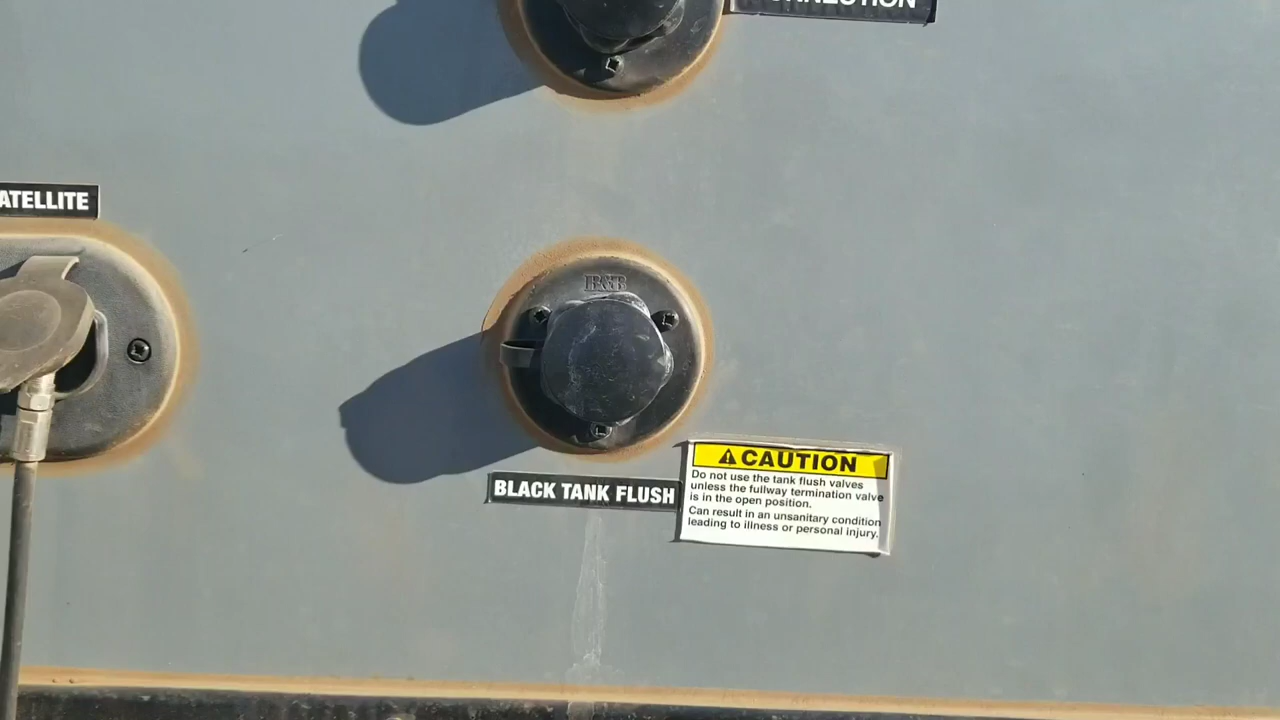 ATELLITE
BLACK TANK FLUSH
CAUTION
Do not use the tank flush valves
unless the fullway termination valve
is in the open position.
Can result in an unsanitary condition
leading to illness or personal injury.